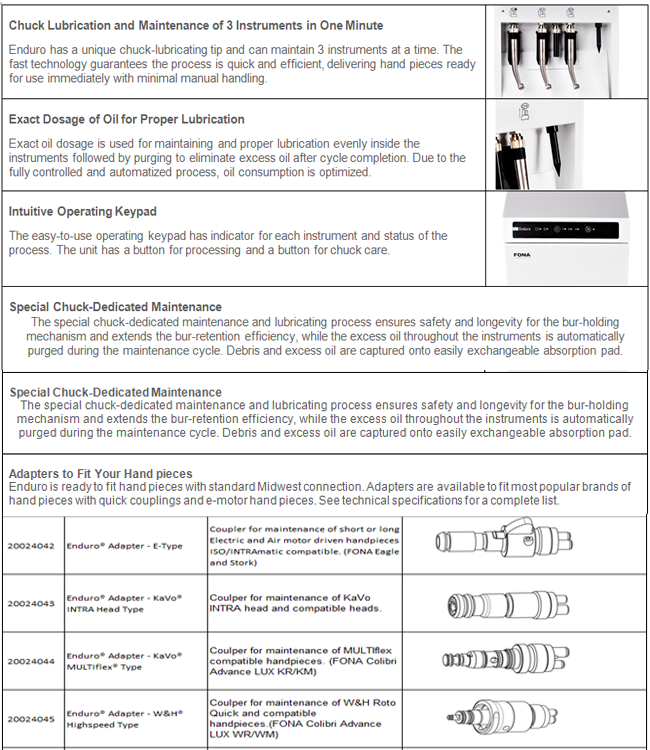 Chuck Lubrication and Maintenance of 3 Instruments in One Minute
Enduro has a unique chuck-lubricating tip and can maintain 3 instruments at a time. The
fast technology guarantees the process is quick and efficient, delivering hand pieces ready
for use immediately with minimal manual handling.
Exact Dosage of Oil for Proper Lubrication
Exact oil dosage is used for maintaining and proper lubrication evenly inside the
instruments followed by purging to eliminate excess oil after cycle completion. Due to the
fully controlled and automatized process, oil consumption is optimized.
Intuitive Operating Keypad
The easy-to-use operating keypad has indicator for each instrument and status of the
process. The unit has a button for processing and a button for chuck care.
Enduro
FONA
Special Chuck-Dedicated Maintenance
The special chuck-dedicated maintenance and lubricating process ensures safety and longevity for the bur-holding
mechanism and extends the bur-retention efficiency, while the excess oil throughout the instruments is automatically
purged during the maintenance cycle. Debris and excess oil are captured onto easily exchangeable absorption pad.
Special Chuck-Dedicated Maintenance
The special chuck-dedicated maintenance and lubricating process ensures safety and longevity for the bur-holding
mechanism and extends the bur-retention efficiency, while the excess oil throughout the instruments is automatically
purged during the maintenance cycle. Debris and excess oil are captured onto easily exchangeable absorption pad.
Adapters to Fit Your Hand pieces
Enduro is ready to fit hand pieces with standard Midwest connection. Adapters are available to fit most popular brands of
hand pieces with quick couplings and e-motor hand pieces. See technical specifications for a complete list.
20024042
Enduro® Adapter - E-Type
Coupler for maintenance of short or long
Electric and Air motor driven handpieces
ISO/INTRAmatic compatible. (FONA Eagle
and Stork)
20024043
Enduro® Adapter - KaVo®
INTRA Head Type
Coulper for maintenance of KaVo
INTRA head and compatible heads.
20024044
Enduro® Adapter - KaVo®
MULTIflex® Type
Coulper for maintenance of MULTIflex
compatible handpieces. (FONA Colibri
Advance LUX KR/KM)
20024045
Enduro® Adapter - W&H®
Highspeed Type
Coulper for maintenance of W&H Roto
Quick and compatible
handpieces.(FONA Colibri Advance
LUX WR/WM)